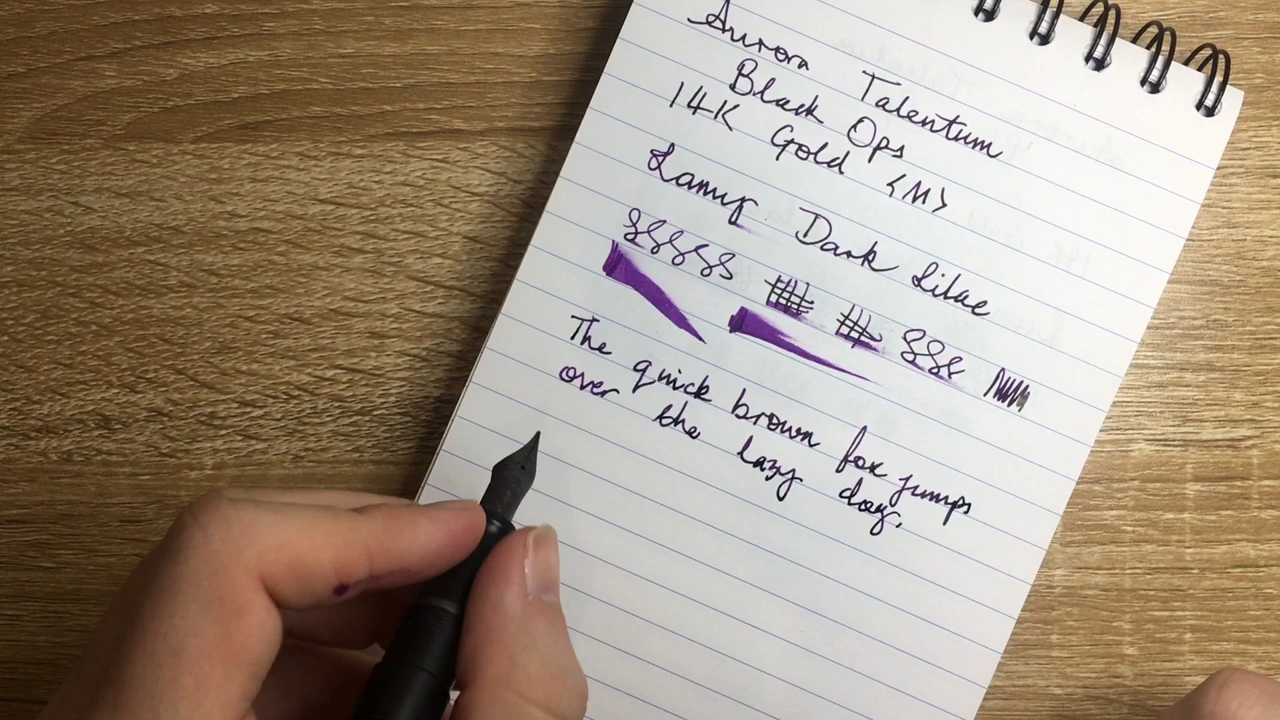 Aurora Talentum
Black Ops
14K Gold <M>
Lamy Dark Lilac
The quick brown fox jumps
over the lazy dog.